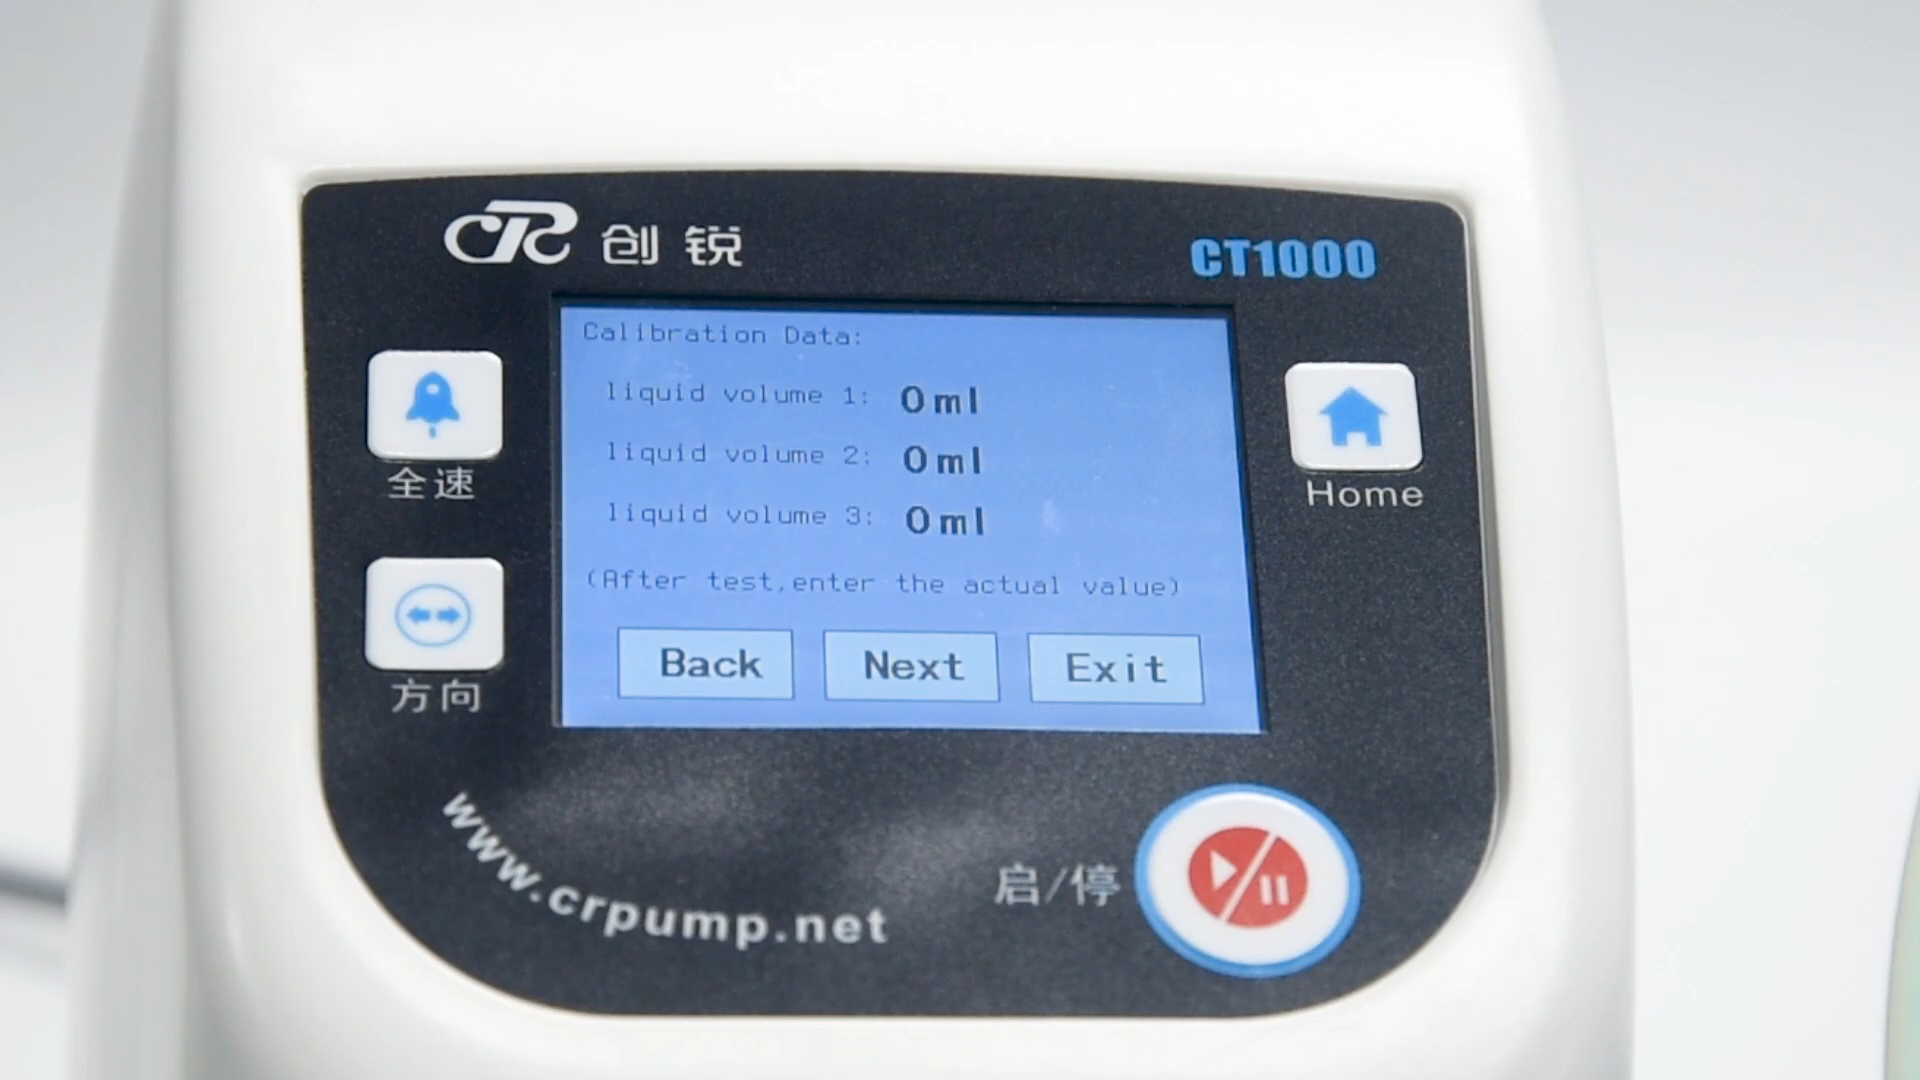 CR 创锐
CT1000
Calibration Data:
liquid volume 1: 0ml
liquid volume 2: 0ml
liquid volume 3: 0ml
(After test,enter the actual value)
Back Next Exit
全速
方向
Home
www.crpump.net
启/停